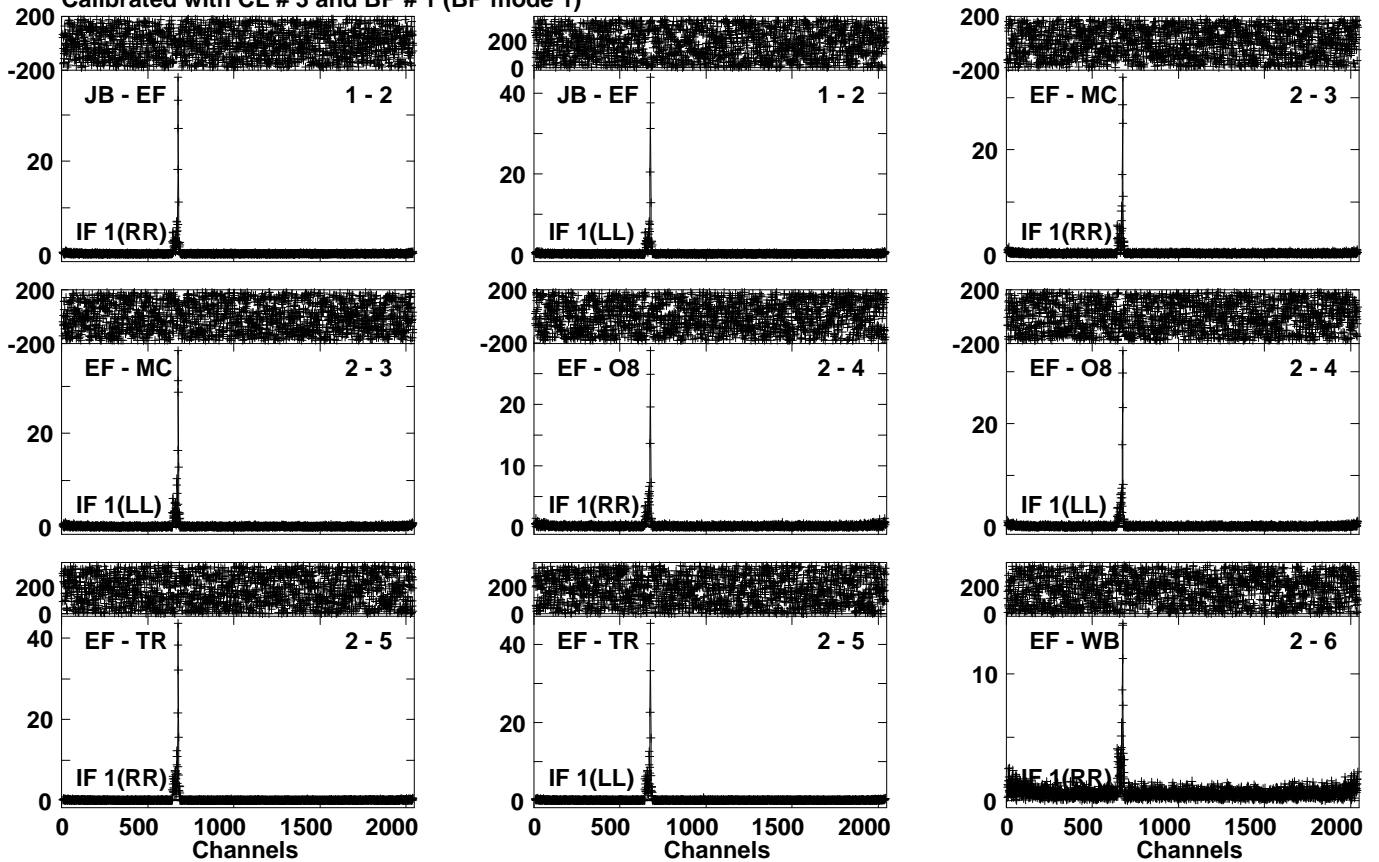 Calibrated with CL # 3 and BP # 1 (BP mode 1)
200
-200
JB - EF 1 - 2
20
IF 1(RR)
0
200
0
40
JB - EF 1 - 2
20
IF 1(LL)
0
200
-200
EF - MC 2 - 3
20
IF 1(RR)
0
200
-200
EF - MC 2 - 3
20
IF 1(LL)
0
200
-200
EF - O8 2 - 4
20
10
IF 1(RR)
0
200
-200
EF - O8 2 - 4
20
IF 1(LL)
0
200
0
40
EF - TR 2 - 5
20
IF 1(RR)
0
0 500 1000 1500 2000
Channels
200
0
40
EF - TR 2 - 5
20
IF 1(LL)
0
0 500 1000 1500 2000
Channels
200
0
EF - WB 2 - 6
10
IF 1(RR)
0
0 500 1000 1500 2000
Channels